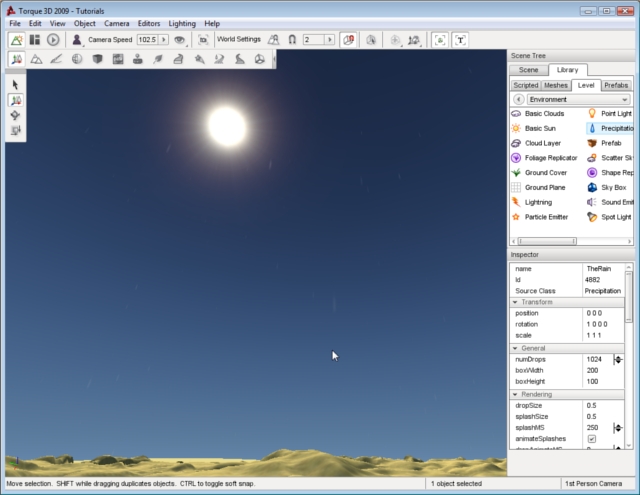 Torque 3D 2009 - Tutorials
File Edit View Object Camera Editors Lighting Help
Camera Speed 102.5 World Settings 2
Scene Tree
Scene Library
Scripted Meshes Level Prefabs
Environment
Basic Clouds Point Light
Basic Sun Precipitatio
Cloud Layer Prefab
Foliage Replicator Scatter Sk
Ground Cover Shape Rep
Ground Plane Sky Box
Lightning Sound Emit
Particle Emitter Spot Light
Inspector
name TheRain
Id 4882
Source Class Precipitation
Transform
position 0 0 0
rotation 1 0 0 0
scale 1 1 1
General
numDrops 1024
boxWidth 200
boxHeight 100
Rendering
dropSize 0.5
splashSize 0.5
splashMS 250
animateSplashes
Move selection. SHIFT while dragging duplicates objects. CTRL to toggle soft snap. 1 object selected 1st Person Camera